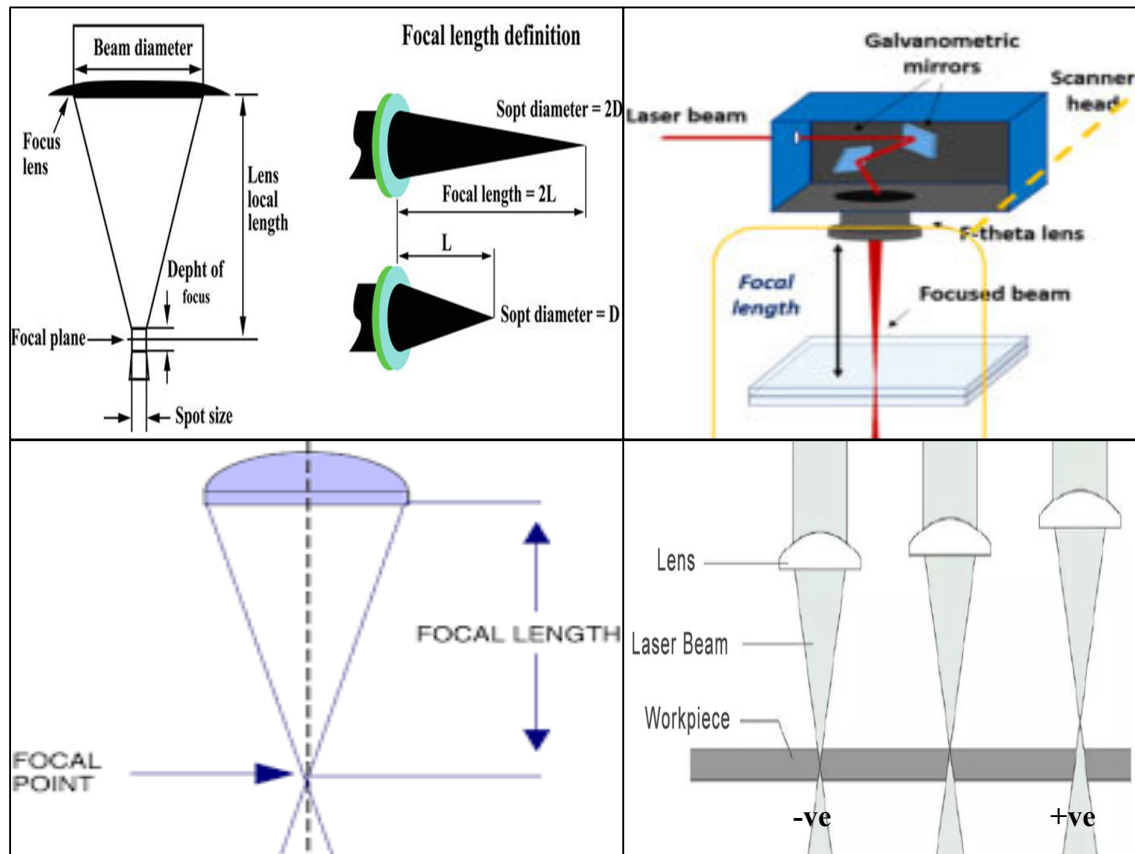 Beam diameter
Focus
lens
Lens
local
length
Depht of
focus
Focal plane
Spot size
Focal length definition
Sopt diameter = 2D
Focal length = 2L
L
Sopt diameter = D
Galvanometric
mirrors
Scanner
head
Laser beam
F-theta lens
Focal
length
Focused beam
FOCAL LENGTH
FOCAL
POINT
Lens
Laser Beam
Workpiece
-ve
+ve